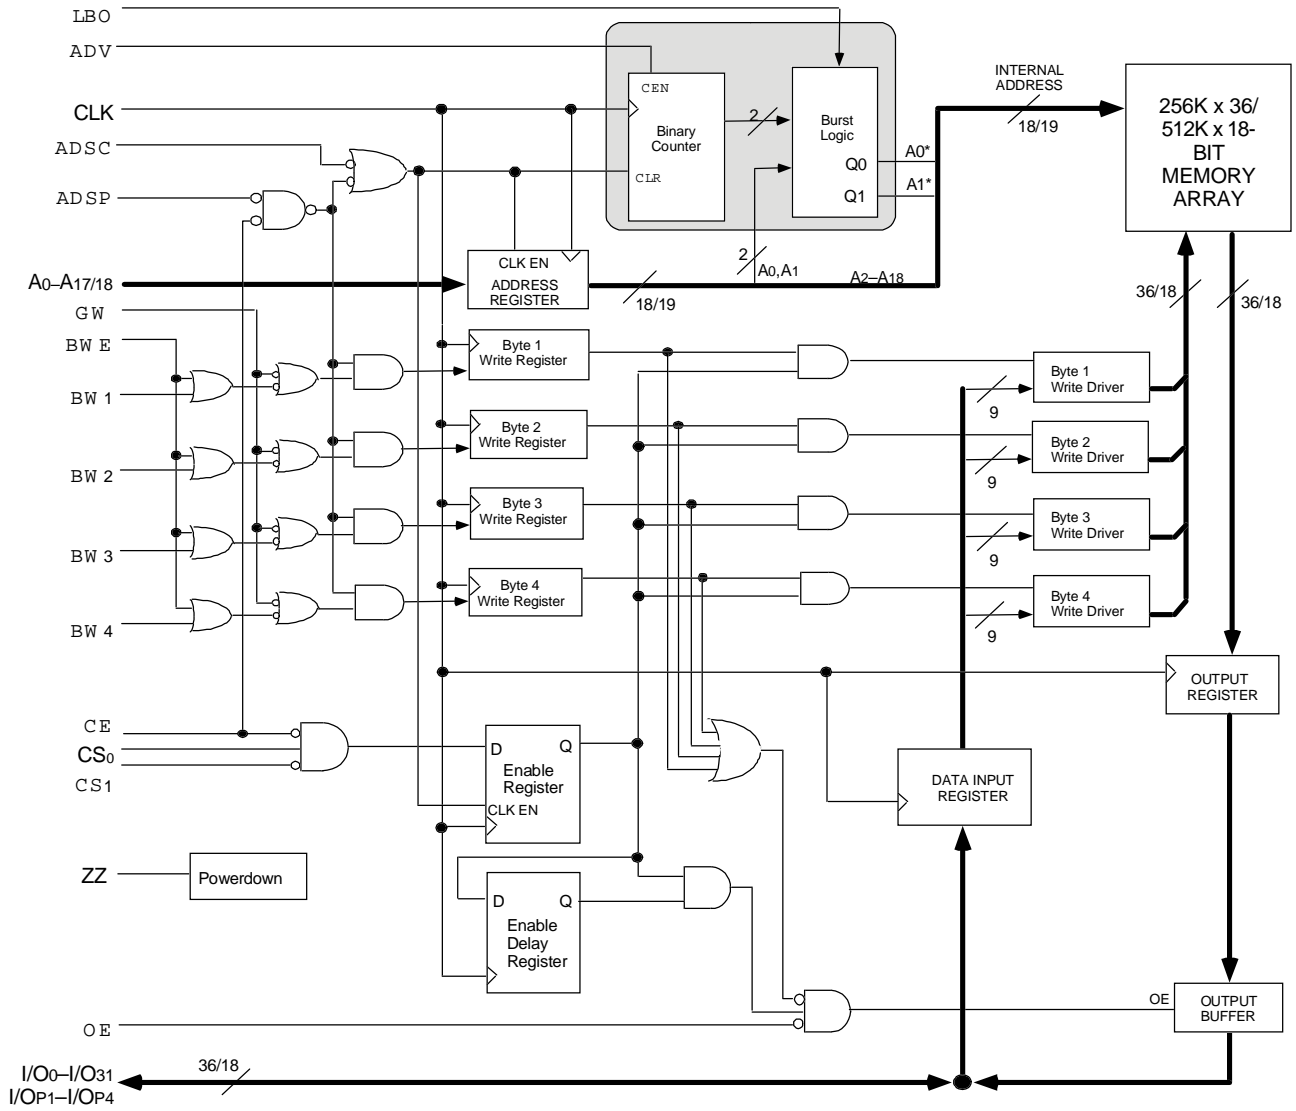 LBO
ADV
CLK
ADSC
ADSP
A0–A17/18
GW
BWE
BW1
BW2
BW3
BW4
CE
CS0
CS1
ZZ
OE
I/O0–I/O31
I/OP1–I/OP4
CEN
Binary
Counter
CLR
2
Burst
Logic
Q0
Q1
A0*
A1*
2
A0,A1
A2–A18
INTERNAL
ADDRESS
18/19
256K x 36/
512K x 18-
BIT
MEMORY
ARRAY
CLK EN
ADDRESS
REGISTER
18/19
36/18
36/18
Byte 1
Write Register
Byte 2
Write Register
Byte 3
Write Register
Byte 4
Write Register
Byte 1
Write Driver
9
Byte 2
Write Driver
9
Byte 3
Write Driver
9
Byte 4
Write Driver
9
OUTPUT
REGISTER
D
Q
Enable
Register
CLK EN
DATA INPUT
REGISTER
Powerdown
D
Q
Enable
Delay
Register
OE
OUTPUT
BUFFER
36/18